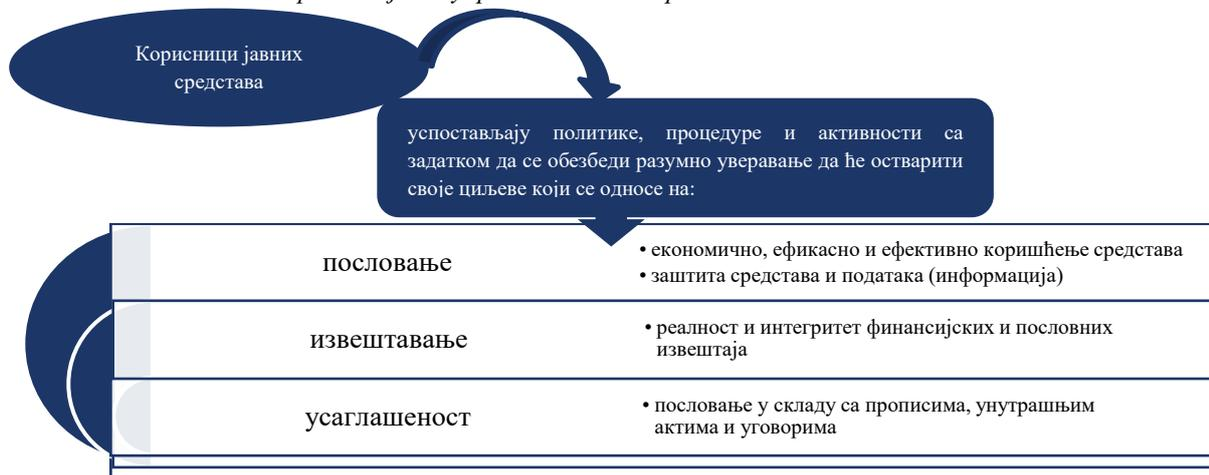 Корисници јавних
средстава
успостављају политике, процедуре и активности са
задатком да се обезбеди разумно уверавање да ће остварити
своје циљеве који се односе на:
пословање
• економично, ефикасно и ефективно коришћење средстава
• заштита средстава и података (информација)
извештавање
• реалност и интегритет финансијских и пословних
извештаја
усаглашеност
• пословање у складу са прописима, унутрашњим
актима и уговорима